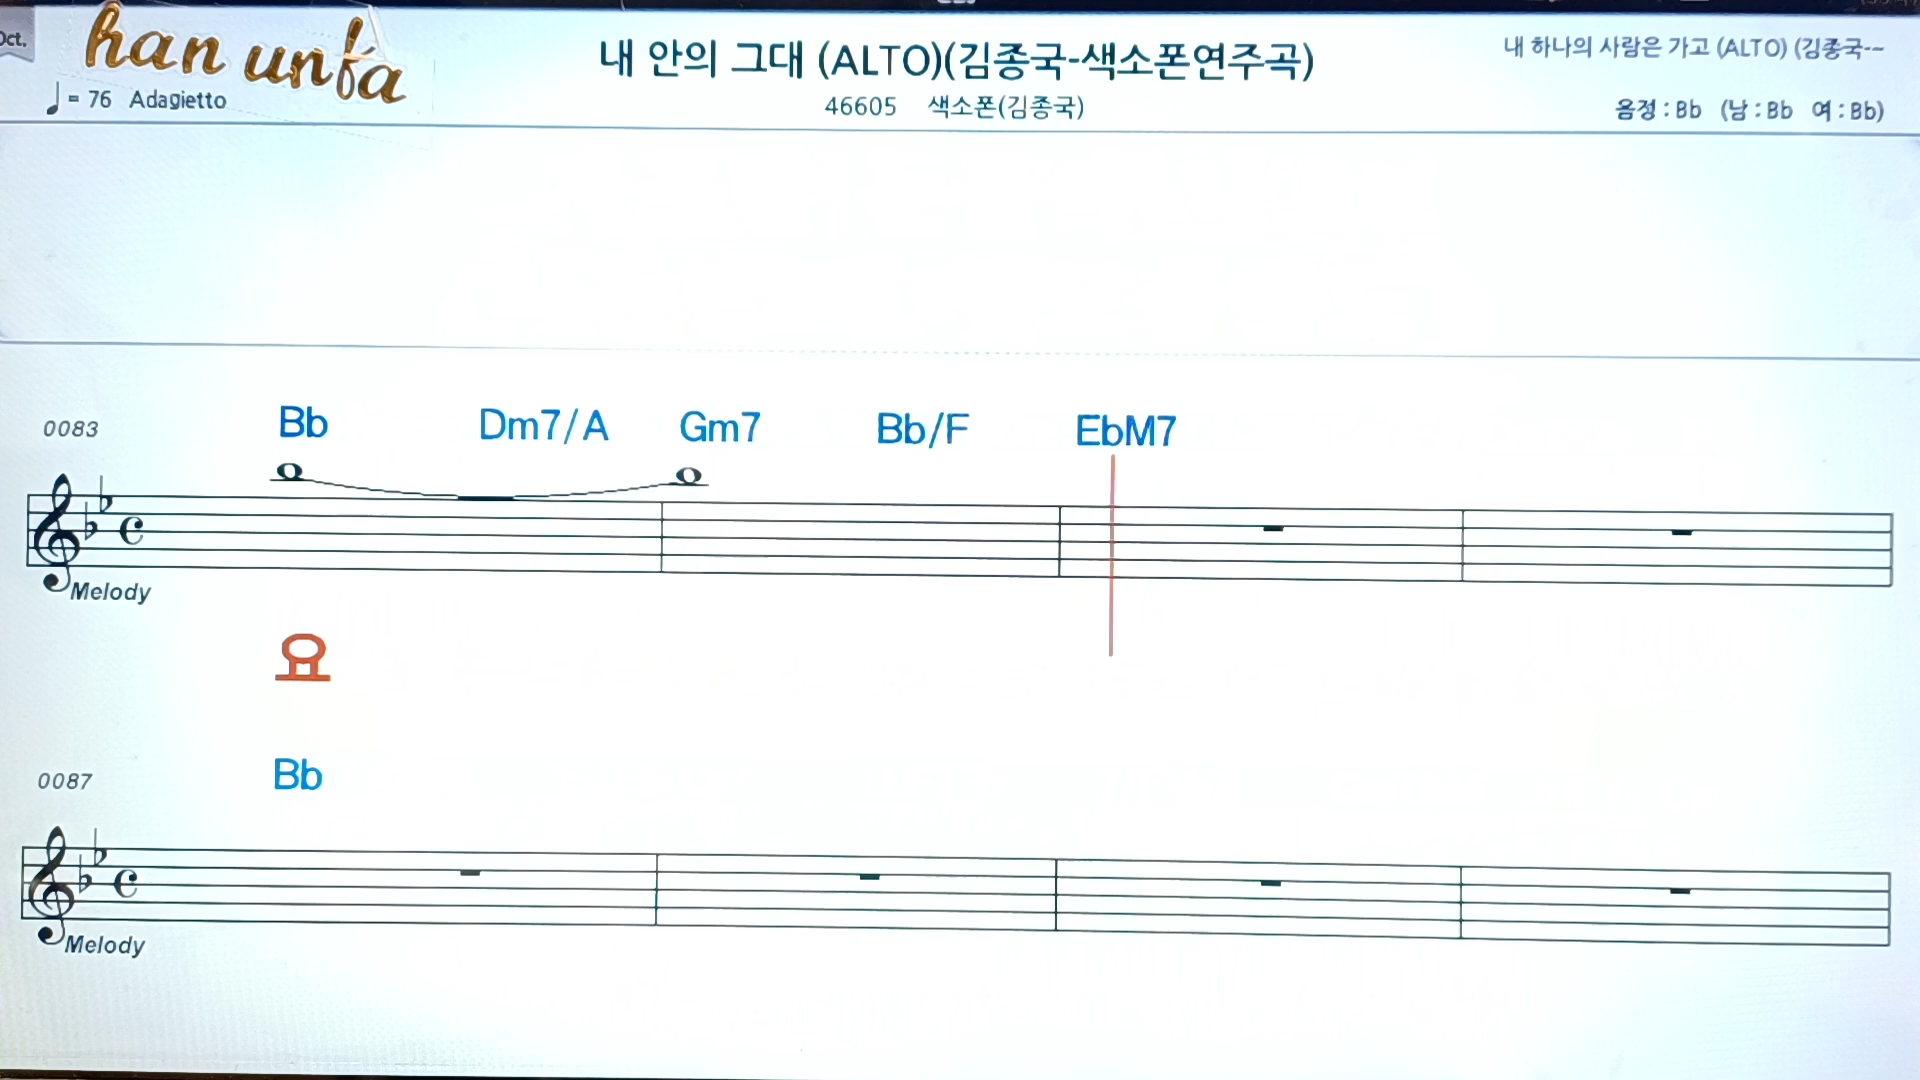 Oct.
han unfa
= 76 Adagietto
내 안의 그대 (ALTO)(김종국-색소폰연주곡)
46605 색소폰(김종국)
내 하나의 사람은 가고 (ALTO) (김종국-~
음정 : Bb (남 : Bb 여 : Bb)
0083 Bb Dm7/A Gm7 Bb/F EbM7
Melody
요
0087 Bb
Melody